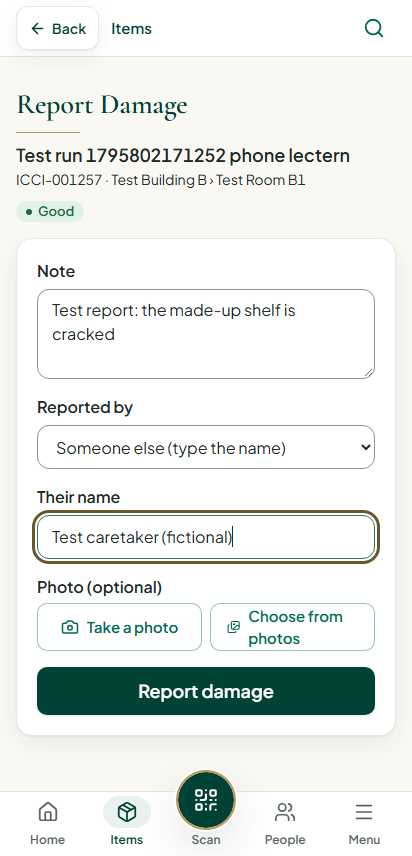 Back Items
Report Damage
Test run 1795802171252 phone lectern
ICCI-001257 · Test Building B › Test Room B1
Good
Note
Test report: the made-up shelf is
cracked
Reported by
Someone else (type the name)
Their name
Test caretaker (fictional)
Photo (optional)
Take a photo
Choose from
photos
Report damage
Home Items Scan People Menu